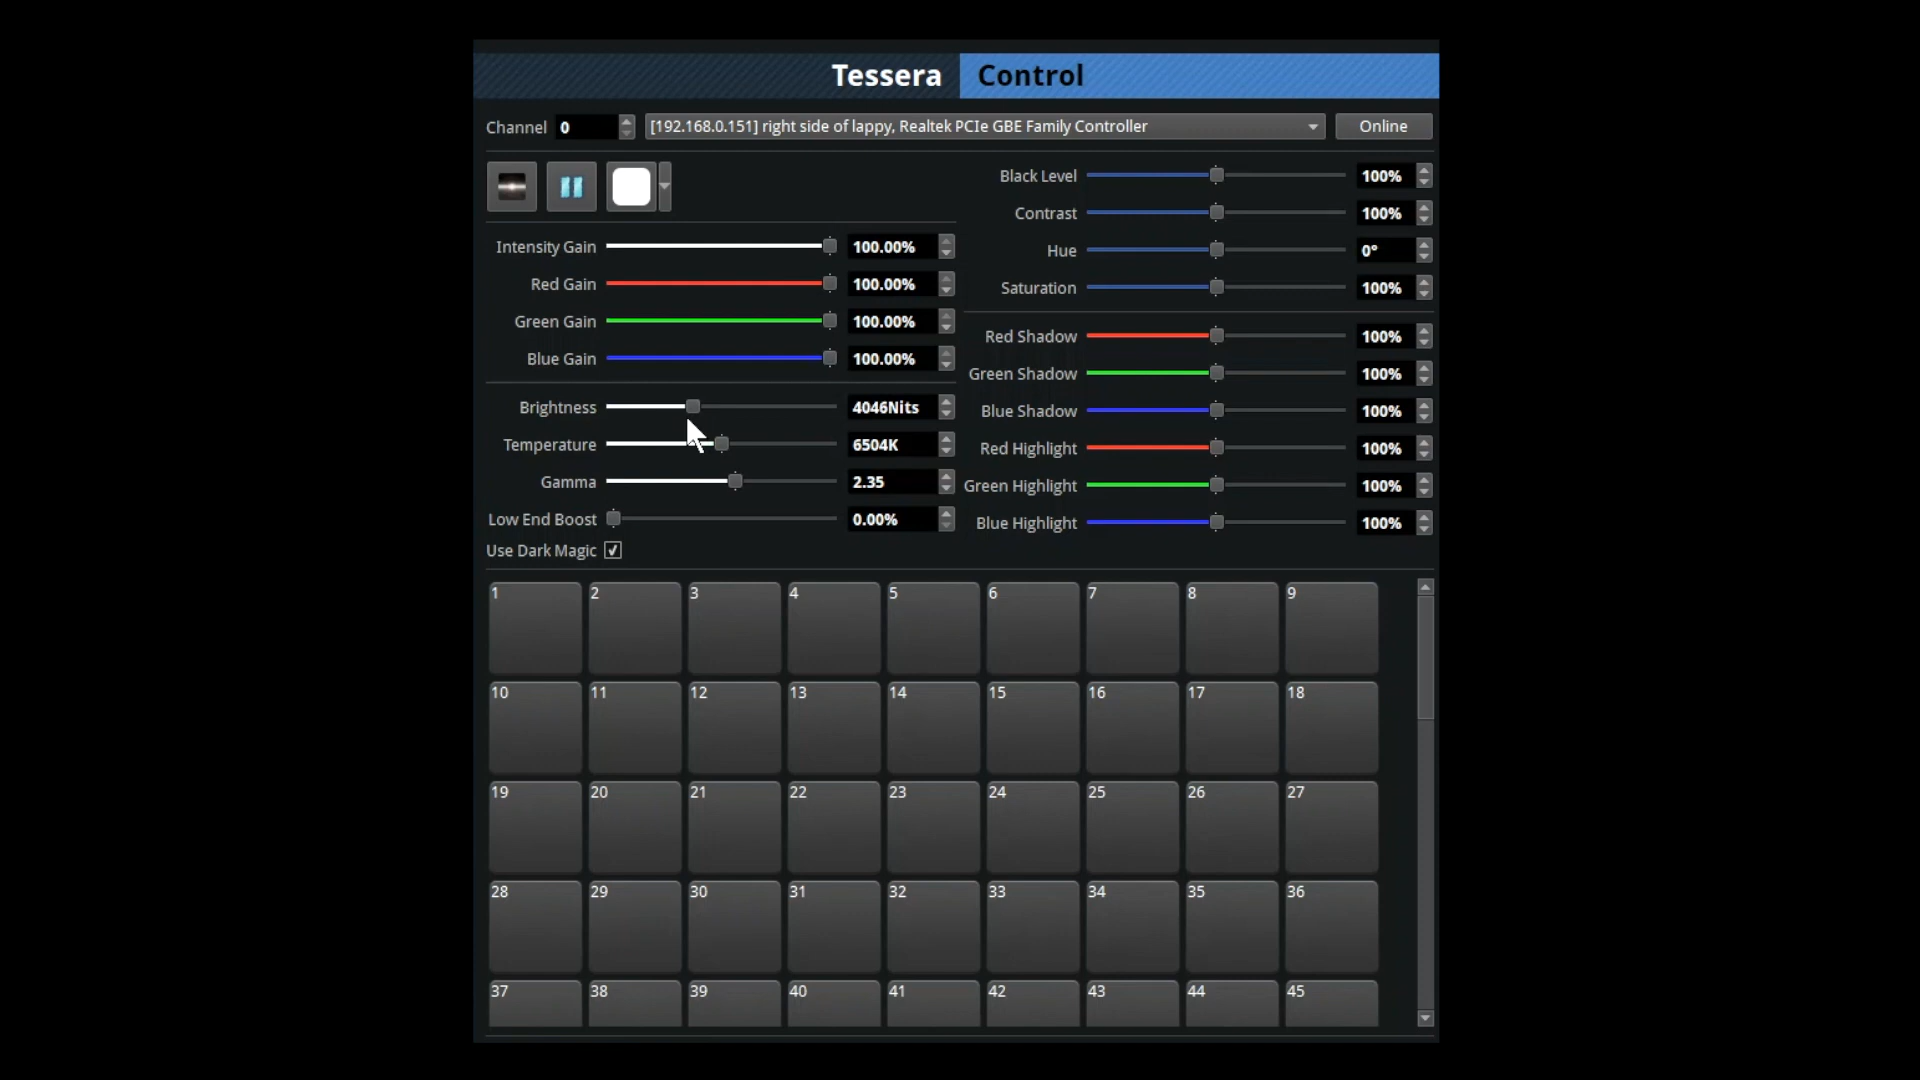 Tessera Control
Channel 0 [192.168.0.151] right side of lappy, Realtek PCIe GBE Family Controller Online
Intensity Gain 100.00%
Red Gain 100.00%
Green Gain 100.00%
Blue Gain 100.00%
Brightness 4046Nits
Temperature 6504K
Gamma 2.35
Low End Boost 0.00%
Use Dark Magic
Black Level 100%
Contrast 100%
Hue 0°
Saturation 100%
Red Shadow 100%
Green Shadow 100%
Blue Shadow 100%
Red Highlight 100%
Green Highlight 100%
Blue Highlight 100%
1 2 3 4 5 6 7 8 9
10 11 12 13 14 15 16 17 18
19 20 21 22 23 24 25 26 27
28 29 30 31 32 33 34 35 36
37 38 39 40 41 42 43 44 45